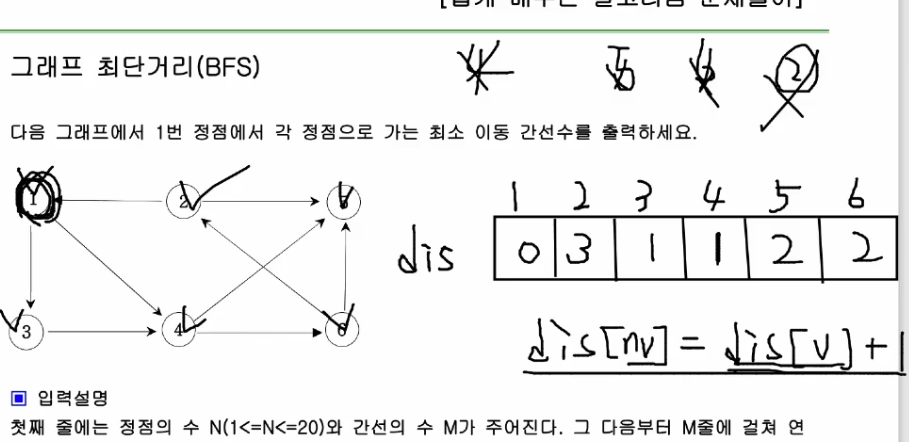 그래프 최단거리(BFS)
2
다음 그래프에서 1번 정점에서 각 정점으로 가는 최소 이동 간선수를 출력하세요.
1 2
3 4
1 2 3 4 5 6
dis 0 3 1 1 2 2
dis[nv] = dis[v] + 1
입력설명
첫째 줄에는 정점의 수 N(1<=N<=20)와 간선의 수 M가 주어진다. 그 다음부터 M줄에 걸쳐 연